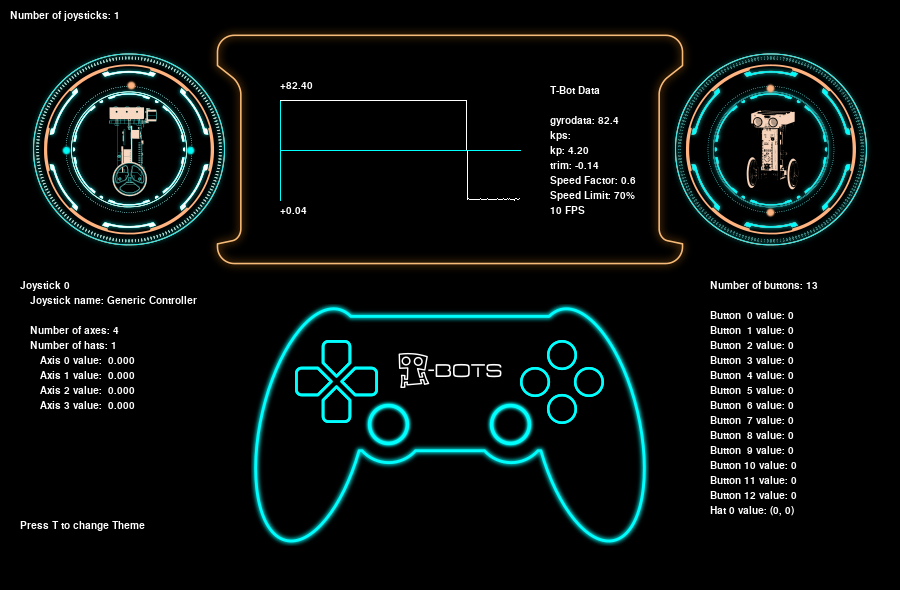 Number of joysticks: 1
+82.40
+0.04
T-Bot Data
gyrodata: 82.4
kps:
kp: 4.20
trim: -0.14
Speed Factor: 0.6
Speed Limit: 70%
10 FPS
Joystick 0
Joystick name: Generic Controller
Number of axes: 4
Number of hats: 1
Axis 0 value: 0.000
Axis 1 value: 0.000
Axis 2 value: 0.000
Axis 3 value: 0.000
Press T to change Theme
-BOTS
Number of buttons: 13
Button 0 value: 0
Button 1 value: 0
Button 2 value: 0
Button 3 value: 0
Button 4 value: 0
Button 5 value: 0
Button 6 value: 0
Button 7 value: 0
Button 8 value: 0
Button 9 value: 0
Button 10 value: 0
Button 11 value: 0
Button 12 value: 0
Hat 0 value: (0, 0)